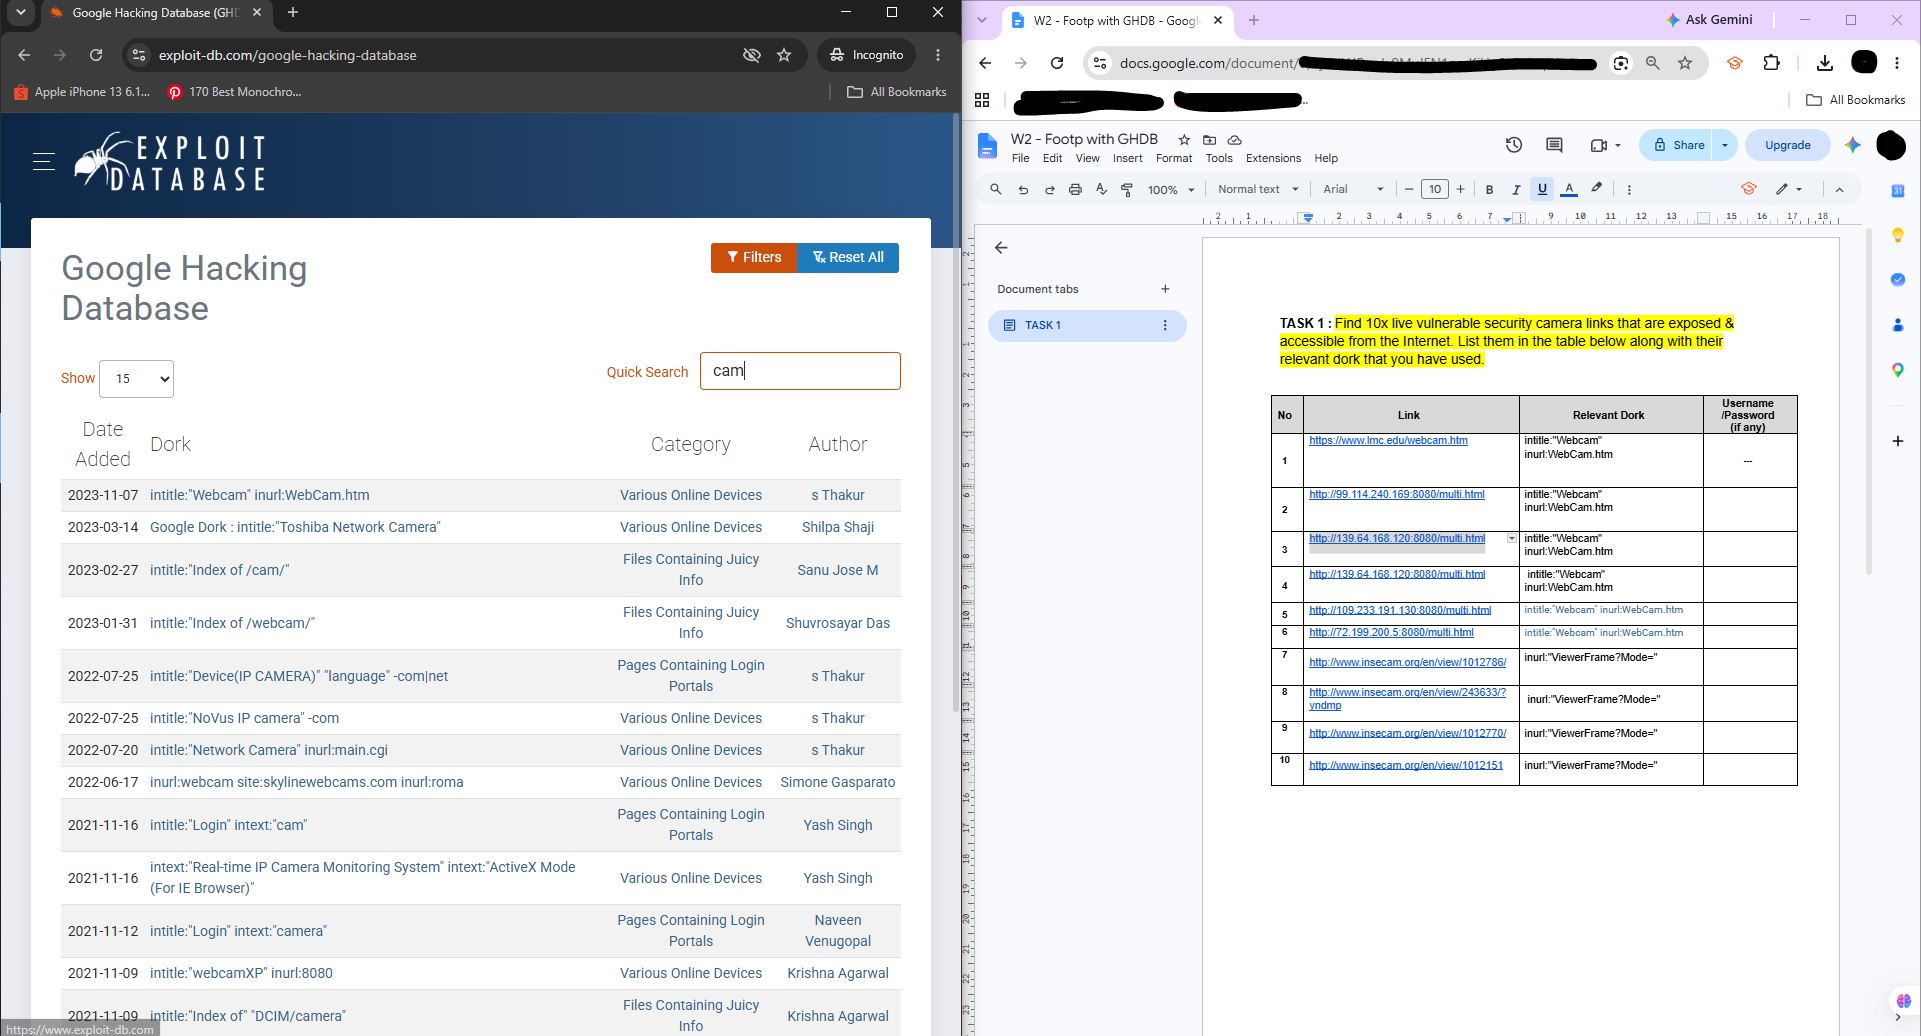 Google Hacking Database (GHD
exploit-db.com/google-hacking-database
Incognito
Apple iPhone 13 6.1...
170 Best Monochro...
All Bookmarks
EXPLOIT
DATABASE
Google Hacking
Database
Filters
Reset All
Show
15
Quick Search
cam
Date Added Dork Category Author
2023-11-07 intitle:"Webcam" inurl:WebCam.htm Various Online Devices s Thakur
2023-03-14 Google Dork : intitle:"Toshiba Network Camera" Various Online Devices Shilpa Shaji
2023-02-27 intitle:"Index of /cam/" Files Containing Juicy Info Sanu Jose M
2023-01-31 intitle:"Index of /webcam/" Files Containing Juicy Info Shuvrosayar Das
2022-07-25 intitle:"Device(IP CAMERA)" "language" -com|net Pages Containing Login Portals s Thakur
2022-07-25 intitle:"NoVus IP camera" -com Various Online Devices s Thakur
2022-07-20 intitle:"Network Camera" inurl:main.cgi Various Online Devices s Thakur
2022-06-17 inurl:webcam site:skylinewebcams.com inurl:roma Various Online Devices Simone Gasparato
2021-11-16 intitle:"Login" intext:"cam" Pages Containing Login Portals Yash Singh
2021-11-16 intext:"Real-time IP Camera Monitoring System" intext:"ActiveX Mode (For IE Browser)" Various Online Devices Yash Singh
2021-11-12 intitle:"Login" intext:"camera" Pages Containing Login Portals Naveen Venugopal
2021-11-09 intitle:"webcamXP" inurl:8080 Various Online Devices Krishna Agarwal
2021-11-09 intitle:"Index of" "DCIM/camera" Files Containing Juicy Info Krishna Agarwal
https://www.exploit-db.com
W2 - Footp with GHDB - Googl
Ask Gemini
docs.google.com/document/
All Bookmarks
W2 - Footp with GHDB
File Edit View Insert Format Tools Extensions Help
Share
Upgrade
100% Normal text Arial 10 B I U A
2 1 1 2 3 4 5 6 7 9 10 11 12 13 15 16 17 18
Document tabs
TASK 1
TASK 1 : Find 10x live vulnerable security camera links that are exposed &
accessible from the Internet. List them in the table below along with their
relevant dork that you have used.
No Link Relevant Dork Username /Password (if any)
1 https://www.lmc.edu/webcam.htm intitle:"Webcam" inurl:WebCam.htm ---
2 http://99.114.240.169:8080/multi.html intitle:"Webcam" inurl:WebCam.htm
3 http://139.64.168.120:8080/multi.html intitle:"Webcam" inurl:WebCam.htm
4 http://139.64.168.120:8080/multi.html intitle:"Webcam" inurl:WebCam.htm
5 http://109.233.191.130:8080/multi.html intitle:"Webcam" inurl:WebCam.htm
6 http://72.199.200.5:8080/multi.html intitle:"Webcam" inurl:WebCam.htm
7 http://www.insecam.org/en/view/1012786/ inurl:"ViewerFrame?Mode="
8 http://www.insecam.org/en/view/243633/?yndmp inurl:"ViewerFrame?Mode="
9 http://www.insecam.org/en/view/1012770/ inurl:"ViewerFrame?Mode="
10 http://www.insecam.org/en/view/1012151 inurl:"ViewerFrame?Mode="